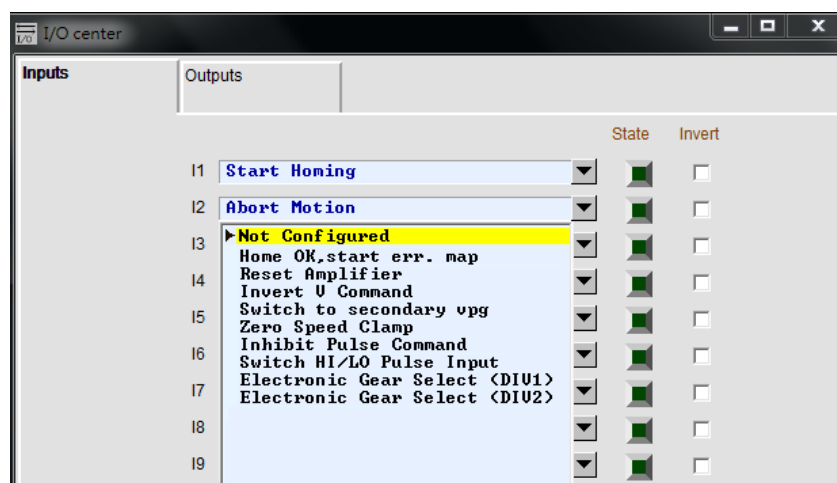 I/O center
Inputs
Outputs
State Invert
I1 Start Homing
I2 Abort Motion
I3 Not Configured
Home OK,start err. map
I4 Reset Amplifier
Invert V Command
I5 Switch to secondary vpg
Zero Speed Clamp
I6 Inhibit Pulse Command
Switch HI/LO Pulse Input
I7 Electronic Gear Select (DIV1)
Electronic Gear Select (DIV2)
I8
I9